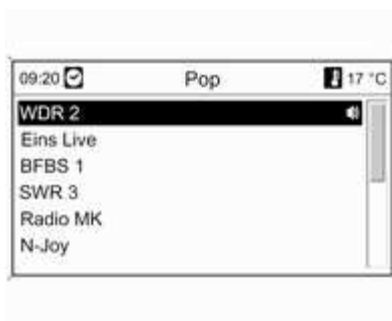 09:20 Pop 17 °C
WDR 2
Eins Live
BFBS 1
SWR 3
Radio MK
N-Joy